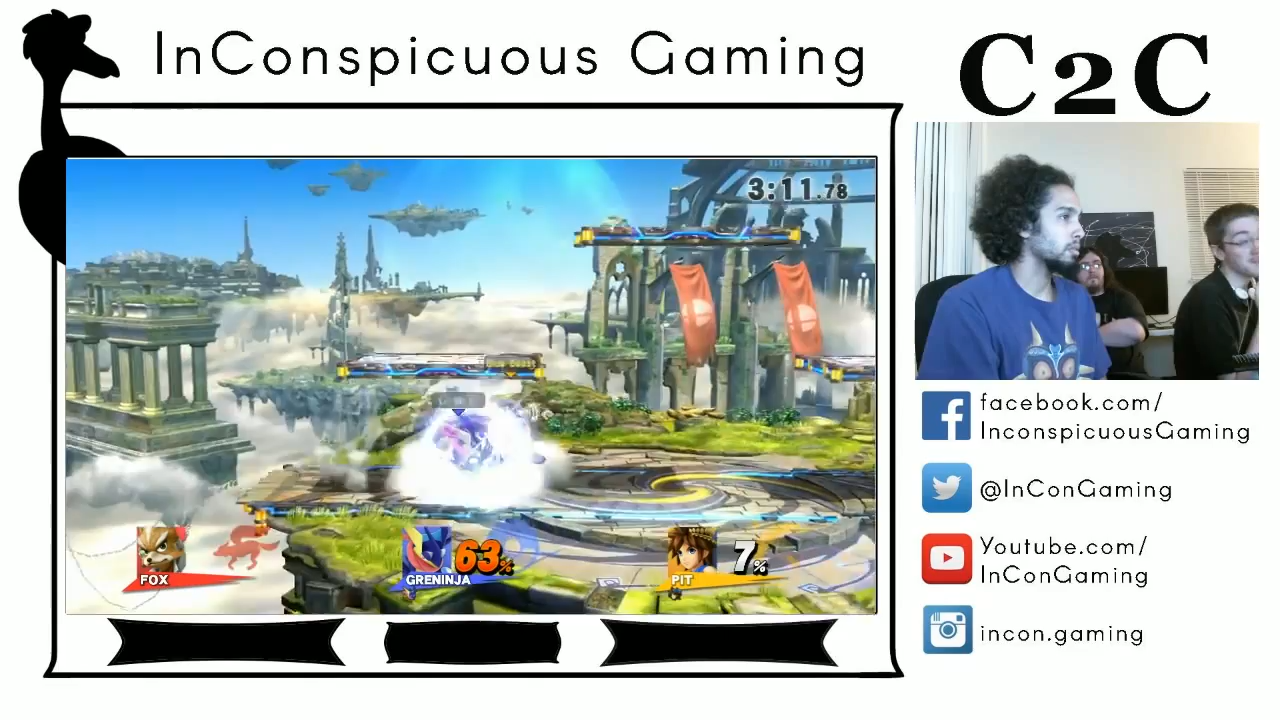 InConspicuous Gaming
C2C
3:11.78
FOX
GRENINJA
63%
PIT
7%
facebook.com/
InconspicuousGaming
@InConGaming
Youtube.com/
InConGaming
incon.gaming